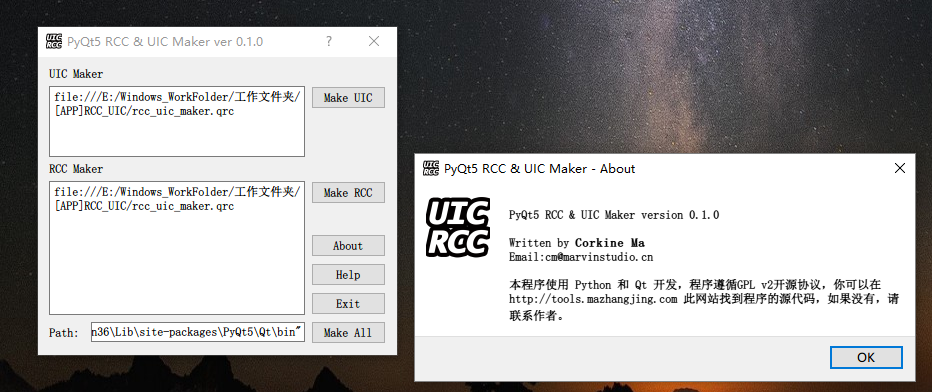 UIC
RCC
PyQt5 RCC & UIC Maker ver 0.1.0
?
UIC Maker
file:///E:/Windows_WorkFolder/工作文件夹/
[APP]RCC_UIC/rcc_uic_maker.qrc
Make UIC
RCC Maker
file:///E:/Windows_WorkFolder/工作文件夹/
[APP]RCC_UIC/rcc_uic_maker.qrc
Make RCC
About
Help
Exit
Path:
n36\Lib\site-packages\PyQt5\Qt\bin"
Make All
UIC
RCC
PyQt5 RCC & UIC Maker - About
UIC
RCC
PyQt5 RCC & UIC Maker version 0.1.0
Written by Corkine Ma
Email:cm@marvinstudio.cn
本程序使用 Python 和 Qt 开发，程序遵循GPL v2开源协议，你可以在
http://tools.mazhangjing.com 此网站找到程序的源代码，如果没有，请
联系作者。
OK